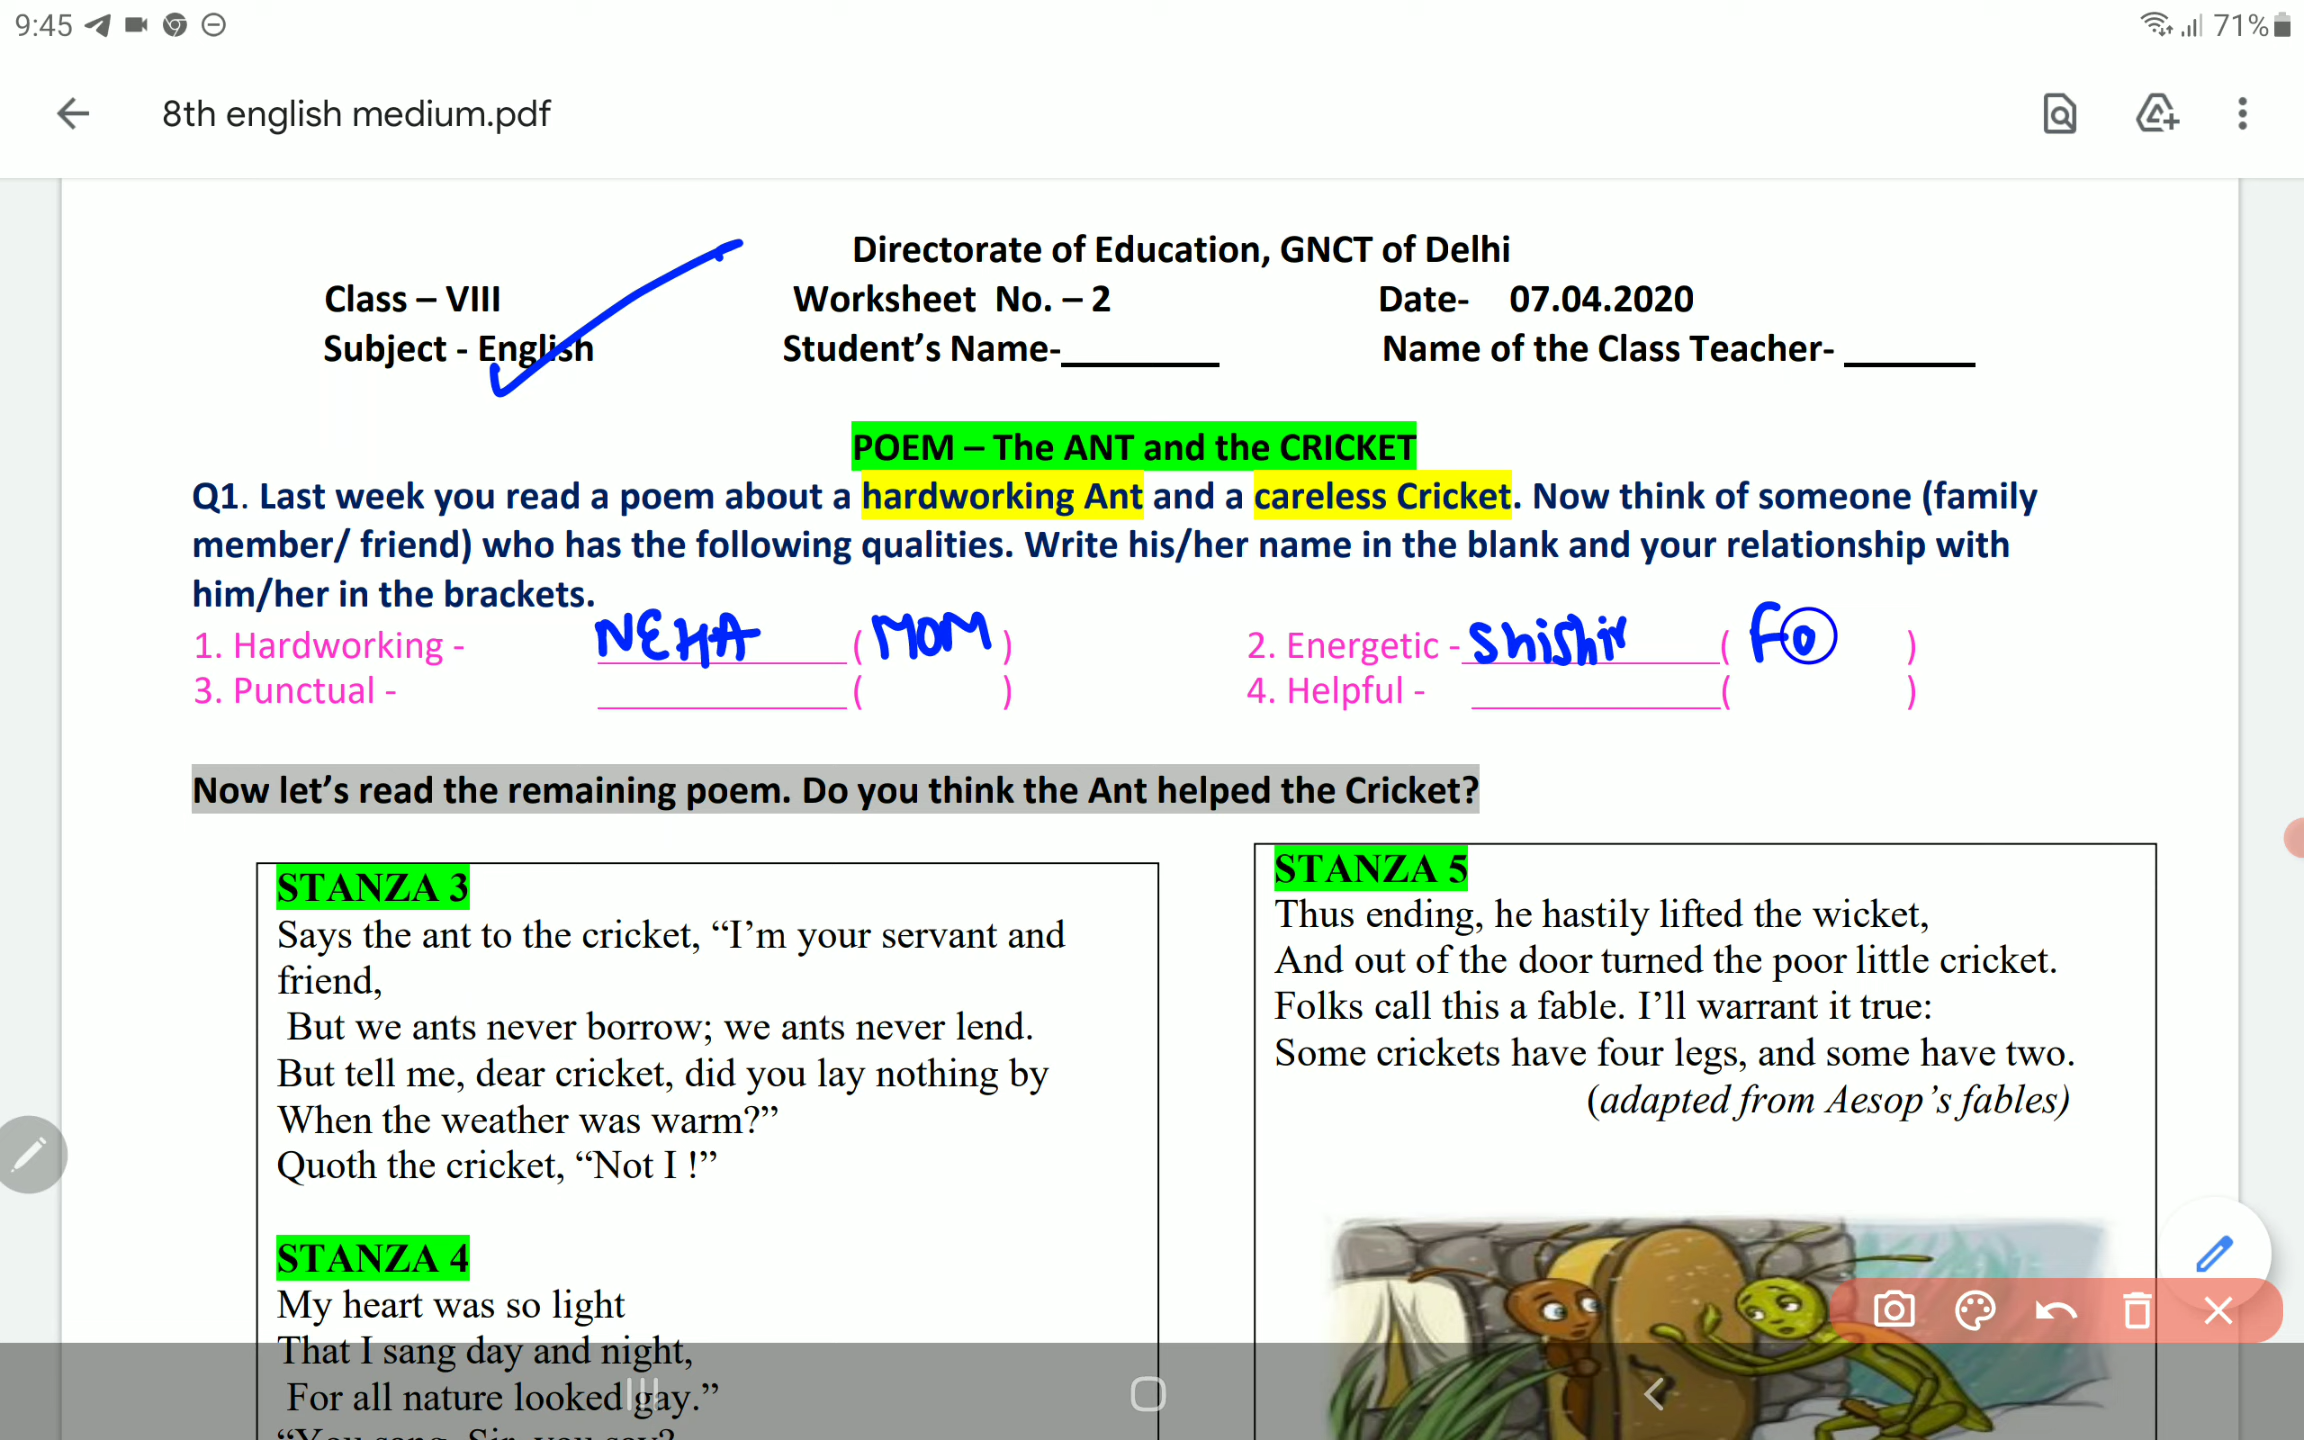 9:45
71%
8th english medium.pdf
Directorate of Education, GNCT of Delhi
Class – VIII Worksheet No. – 2 Date- 07.04.2020
Subject - English Student’s Name-________ Name of the Class Teacher- _______
POEM – The ANT and the CRICKET
Q1. Last week you read a poem about a hardworking Ant and a careless Cricket. Now think of someone (family
member/ friend) who has the following qualities. Write his/her name in the blank and your relationship with
him/her in the brackets.
1. Hardworking - NEHA ( MOM ) 2. Energetic - Shishir ( Fo )
3. Punctual - ____________( ) 4. Helpful - ____________( )
Now let’s read the remaining poem. Do you think the Ant helped the Cricket?
STANZA 3
Says the ant to the cricket, “I’m your servant and
friend,
But we ants never borrow; we ants never lend.
But tell me, dear cricket, did you lay nothing by
When the weather was warm?”
Quoth the cricket, “Not I !”
STANZA 4
My heart was so light
That I sang day and night,
For all nature looked gay.”
“You sang, Sir, you say?
STANZA 5
Thus ending, he hastily lifted the wicket,
And out of the door turned the poor little cricket.
Folks call this a fable. I’ll warrant it true:
Some crickets have four legs, and some have two.
(adapted from Aesop’s fables)